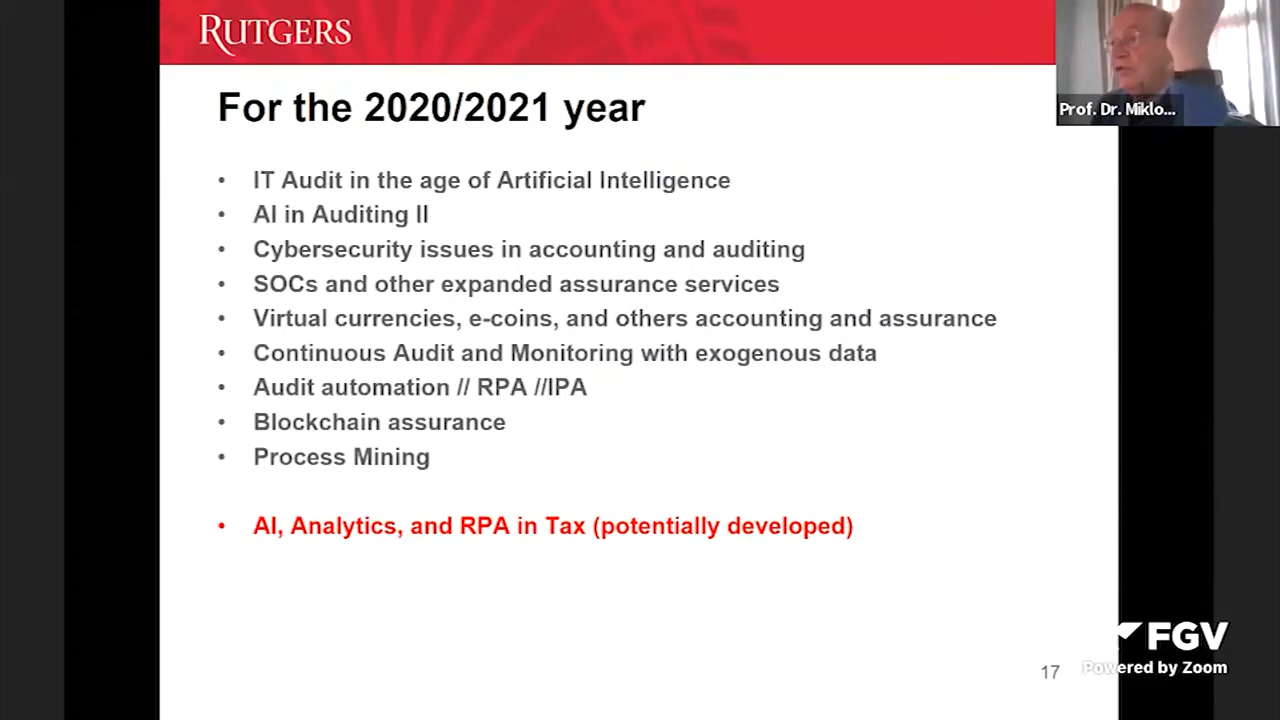 RUTGERS
Prof. Dr. Miklo...
For the 2020/2021 year
• IT Audit in the age of Artificial Intelligence
• AI in Auditing II
• Cybersecurity issues in accounting and auditing
• SOCs and other expanded assurance services
• Virtual currencies, e-coins, and others accounting and assurance
• Continuous Audit and Monitoring with exogenous data
• Audit automation // RPA //IPA
• Blockchain assurance
• Process Mining
• AI, Analytics, and RPA in Tax (potentially developed)
FGV
17
Powered by Zoom